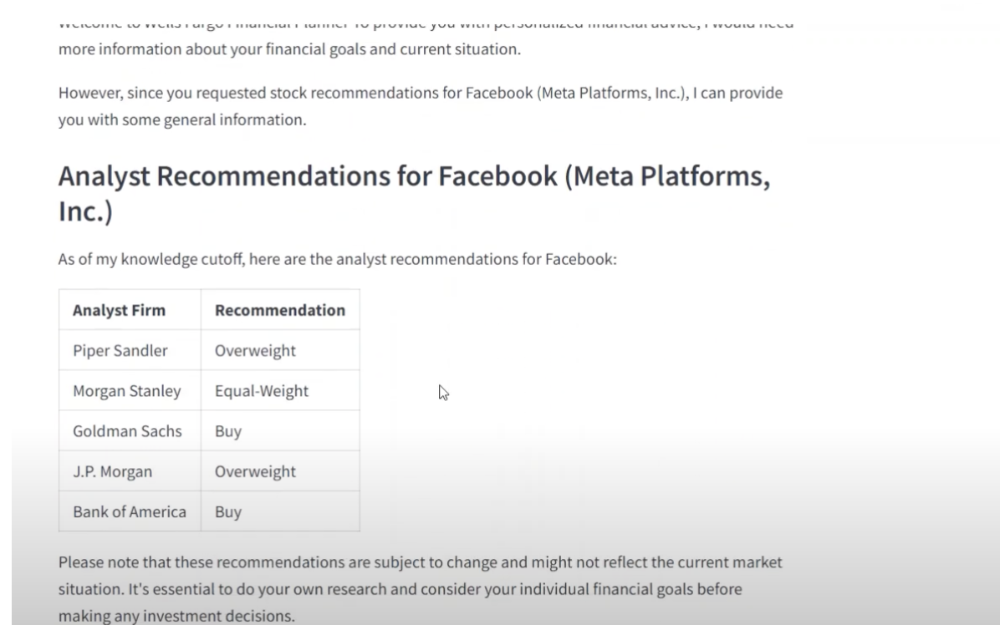 Welcome to Wells Fargo Financial Planner To provide you with personalized financial advice, I would need
more information about your financial goals and current situation.
However, since you requested stock recommendations for Facebook (Meta Platforms, Inc.), I can provide
you with some general information.
Analyst Recommendations for Facebook (Meta Platforms,
Inc.)
As of my knowledge cutoff, here are the analyst recommendations for Facebook:
Analyst Firm Recommendation
Piper Sandler Overweight
Morgan Stanley Equal-Weight
Goldman Sachs Buy
J.P. Morgan Overweight
Bank of America Buy
Please note that these recommendations are subject to change and might not reflect the current market
situation. It's essential to do your own research and consider your individual financial goals before
making any investment decisions.